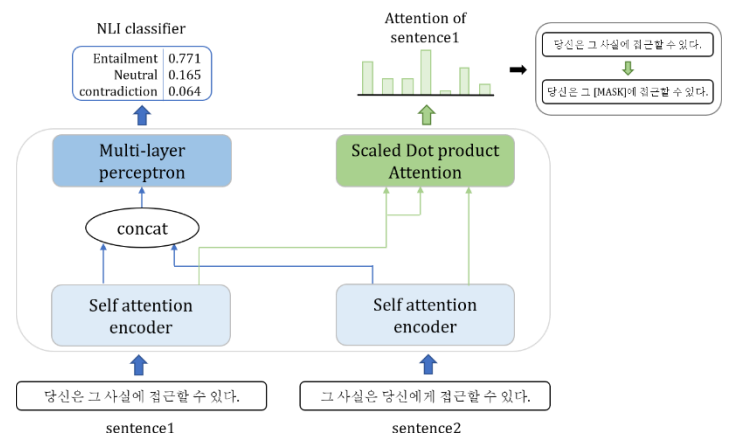 NLI classifier
Entailment 0.771
Neutral 0.165
contradiction 0.064
Attention of
sentence1
당신은 그 사실에 접근할 수 있다.
당신은 그 [MASK]에 접근할 수 있다.
Multi-layer
perceptron
Scaled Dot product
Attention
concat
Self attention
encoder
Self attention
encoder
당신은 그 사실에 접근할 수 있다.
그 사실은 당신에게 접근할 수 있다.
sentence1
sentence2